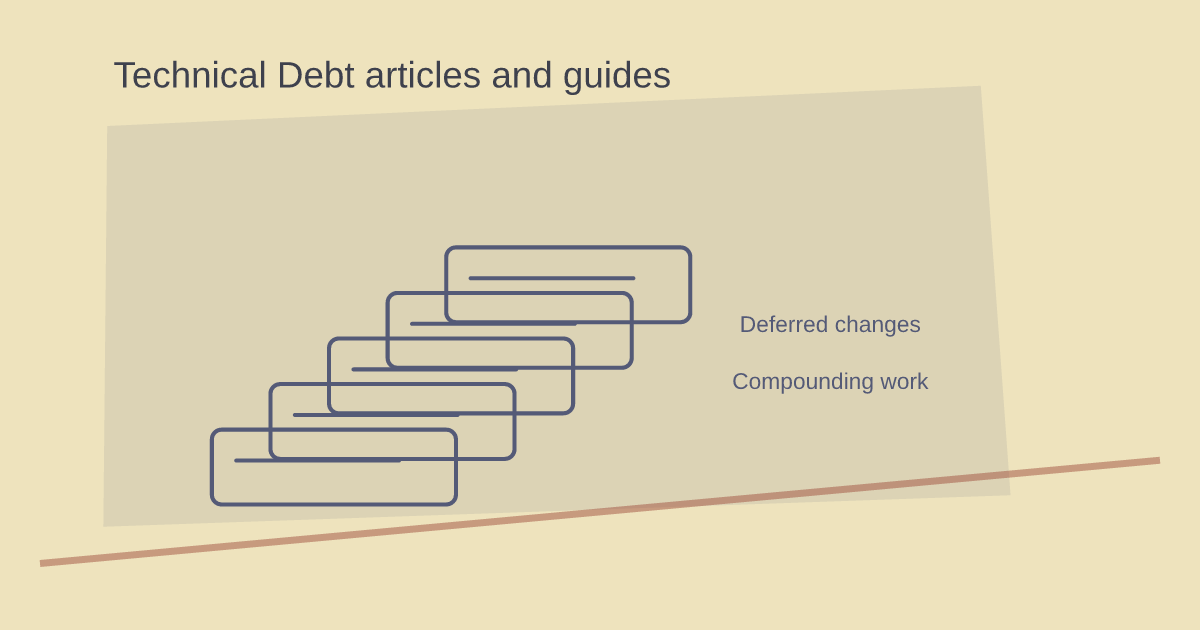 Technical Debt articles and guides
Deferred changes
Compounding work